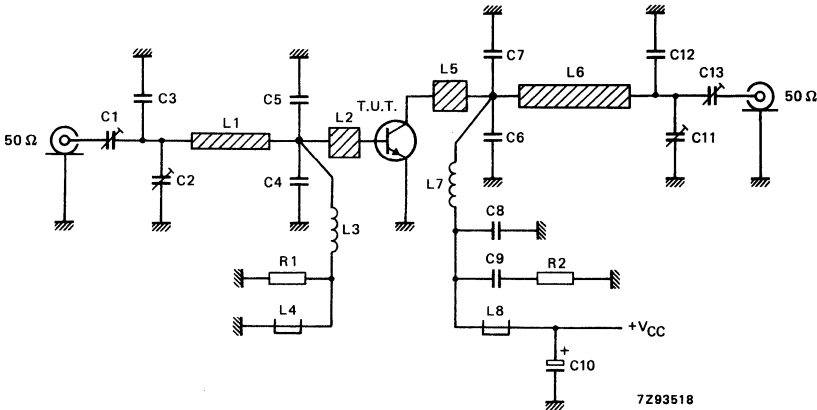 C7
C12
C3
C5
L5
L6
C13
50 Ω
C1
L1
L2
T.U.T.
50 Ω
C2
C4
C6
C11
L7
L3
C8
R1
C9
R2
L4
L8
+VCC
+
C10
7Z93518